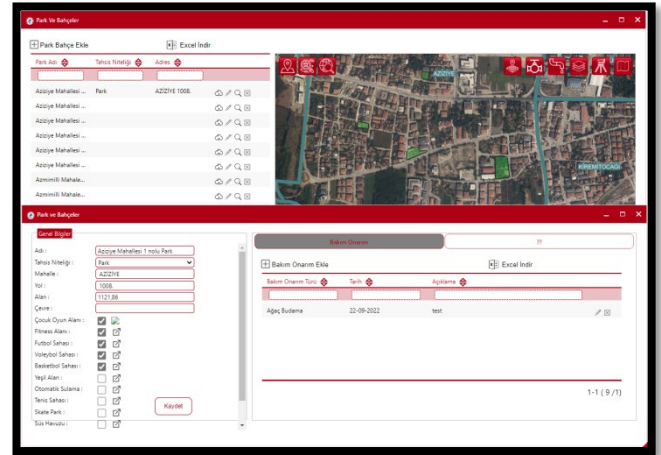 Park Ve Bahçeler
Park Bahçe Ekle
Excel İndir
Park Adı
Tahsis Niteliği
Adres
Aziziye Mahallesi ...
Park
AZİZİYE 1008.
Aziziye Mahallesi ...
Aziziye Mahallesi ...
Aziziye Mahallesi ...
Aziziye Mahallesi ...
Aziziye Mahallesi ...
Azmimilli Mahalle...
Azmimilli Mahalle...
AZİZİYE
KİREMİTOCAĞI
Park ve Bahçeler
Genel Bilgiler
Adı :
Aziziye Mahallesi 1 nolu Park
Tahsis Niteliği :
Park
Mahalle :
AZİZİYE
Yol :
1008.
Alan :
1121,86
Çevre :
Çocuk Oyun Alanı :
Fitness Alanı :
Futbol Sahası :
Voleybol Sahası :
Basketbol Sahası :
Yeşil Alan :
Otomatik Sulama :
Tenis Sahası :
Skate Park :
Süs Havuzu :
Kaydet
Bakım Onarım
??
Bakım Onarım Ekle
Excel İndir
Bakım Onarım Türü
Tarih
Açıklama
Ağaç Budama
22-09-2022
test
1-1 ( 9 /1)